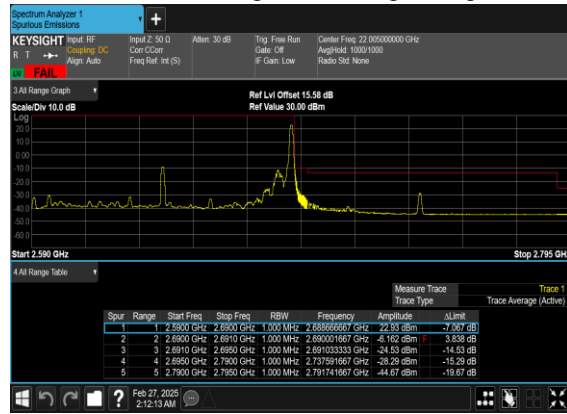 Spectrum Analyzer 1
Spurious Emissions
+
KEYSIGHT Input: RF Input Z: 50 Ω Atten: 30 dB Trig: Free Run Center Freq: 22.005000000 GHz
R T Coupling: DC Corr CCorr Gate: Off Avg|Hold: 1000/1000
Align: Auto Freq Ref: Int (S) IF Gain: Low Radio Std: None
FAIL
3 All Range Graph Ref Lvl Offset 15.58 dB
Scale/Div 10.0 dB Ref Value 30.00 dBm
Log
20.0
10.0
0.00
-10.0
-20.0
-30.0
-40.0
-50.0
-60.0
Start 2.590 GHz Stop 2.795 GH
4 All Range Table
Measure Trace Trace 1
Trace Type Trace Average (Active)
Spur Range Start Freq Stop Freq RBW Frequency Amplitude ΔLimit
1 1 2.5900 GHz 2.6900 GHz 1.000 MHz 2.688666667 GHz 22.93 dBm -7.067 dB
2 2 2.6900 GHz 2.6910 GHz 1.000 MHz 2.690001667 GHz -6.162 dBm F 3.838 dB
3 3 2.6910 GHz 2.6950 GHz 1.000 MHz 2.691033333 GHz -24.53 dBm -14.53 dB
4 4 2.6950 GHz 2.7900 GHz 1.000 MHz 2.737591667 GHz -28.29 dBm -15.29 dB
5 5 2.7900 GHz 2.7950 GHz 1.000 MHz 2.791741667 GHz -44.67 dBm -19.67 dB
? Feb 27, 2025
2:12:13 AM